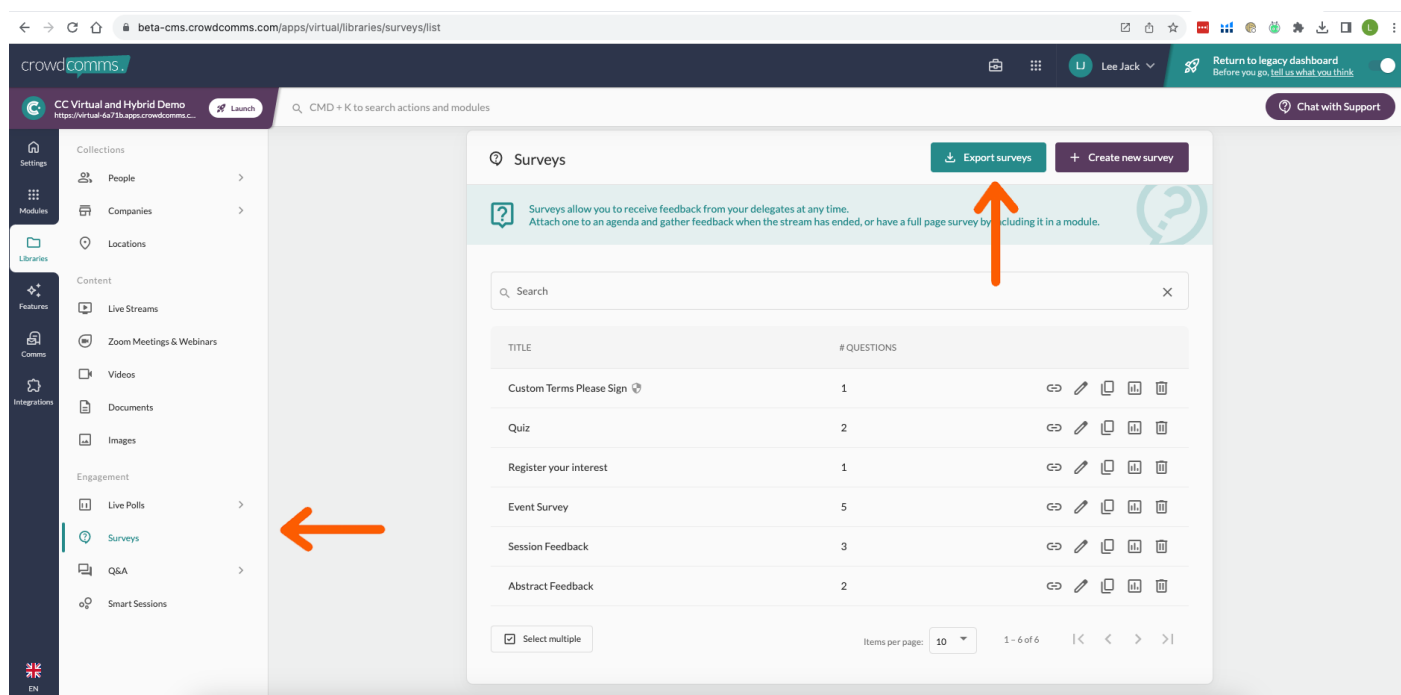 beta-cms.crowdcomms.com/apps/virtual/libraries/surveys/list
L
crowdcomms.
LJ
Lee Jack
Return to legacy dashboard
Before you go, tell us what you think
CC Virtual and Hybrid Demo
https://virtual-6a71b.apps.crowdcomms.c...
Launch
CMD + K to search actions and modules
Chat with Support
Settings
Modules
Libraries
Features
Comms
Integrations
EN
Collections
People
Companies
Locations
Content
Live Streams
Zoom Meetings & Webinars
Videos
Documents
Images
Engagement
Live Polls
Surveys
Q&A
Smart Sessions
Surveys
Export surveys
+ Create new survey
Surveys allow you to receive feedback from your delegates at any time.
Attach one to an agenda and gather feedback when the stream has ended, or have a full page survey by including it in a module.
Search
TITLE # QUESTIONS
Custom Terms Please Sign 1
Quiz 2
Register your interest 1
Event Survey 5
Session Feedback 3
Abstract Feedback 2
Select multiple
Items per page: 10 1 – 6 of 6